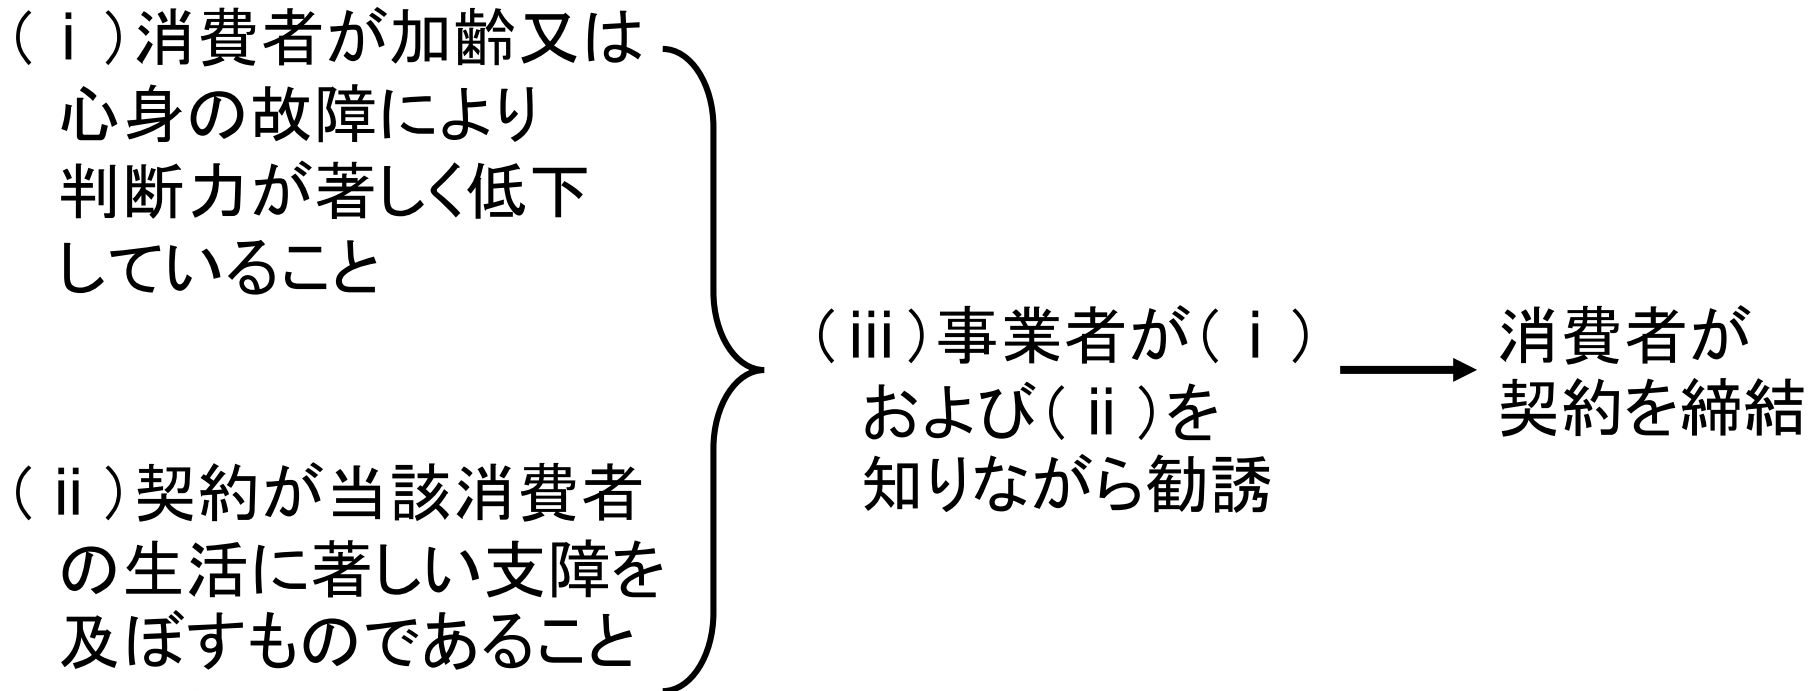 (ⅰ)消費者が加齢又は
心身の故障により
判断力が著しく低下
していること
(ⅱ)契約が当該消費者
の生活に著しい支障を
及ぼすものであること
(ⅲ)事業者が(ⅰ)
および(ⅱ)を
知りながら勧誘
消費者が
契約を締結